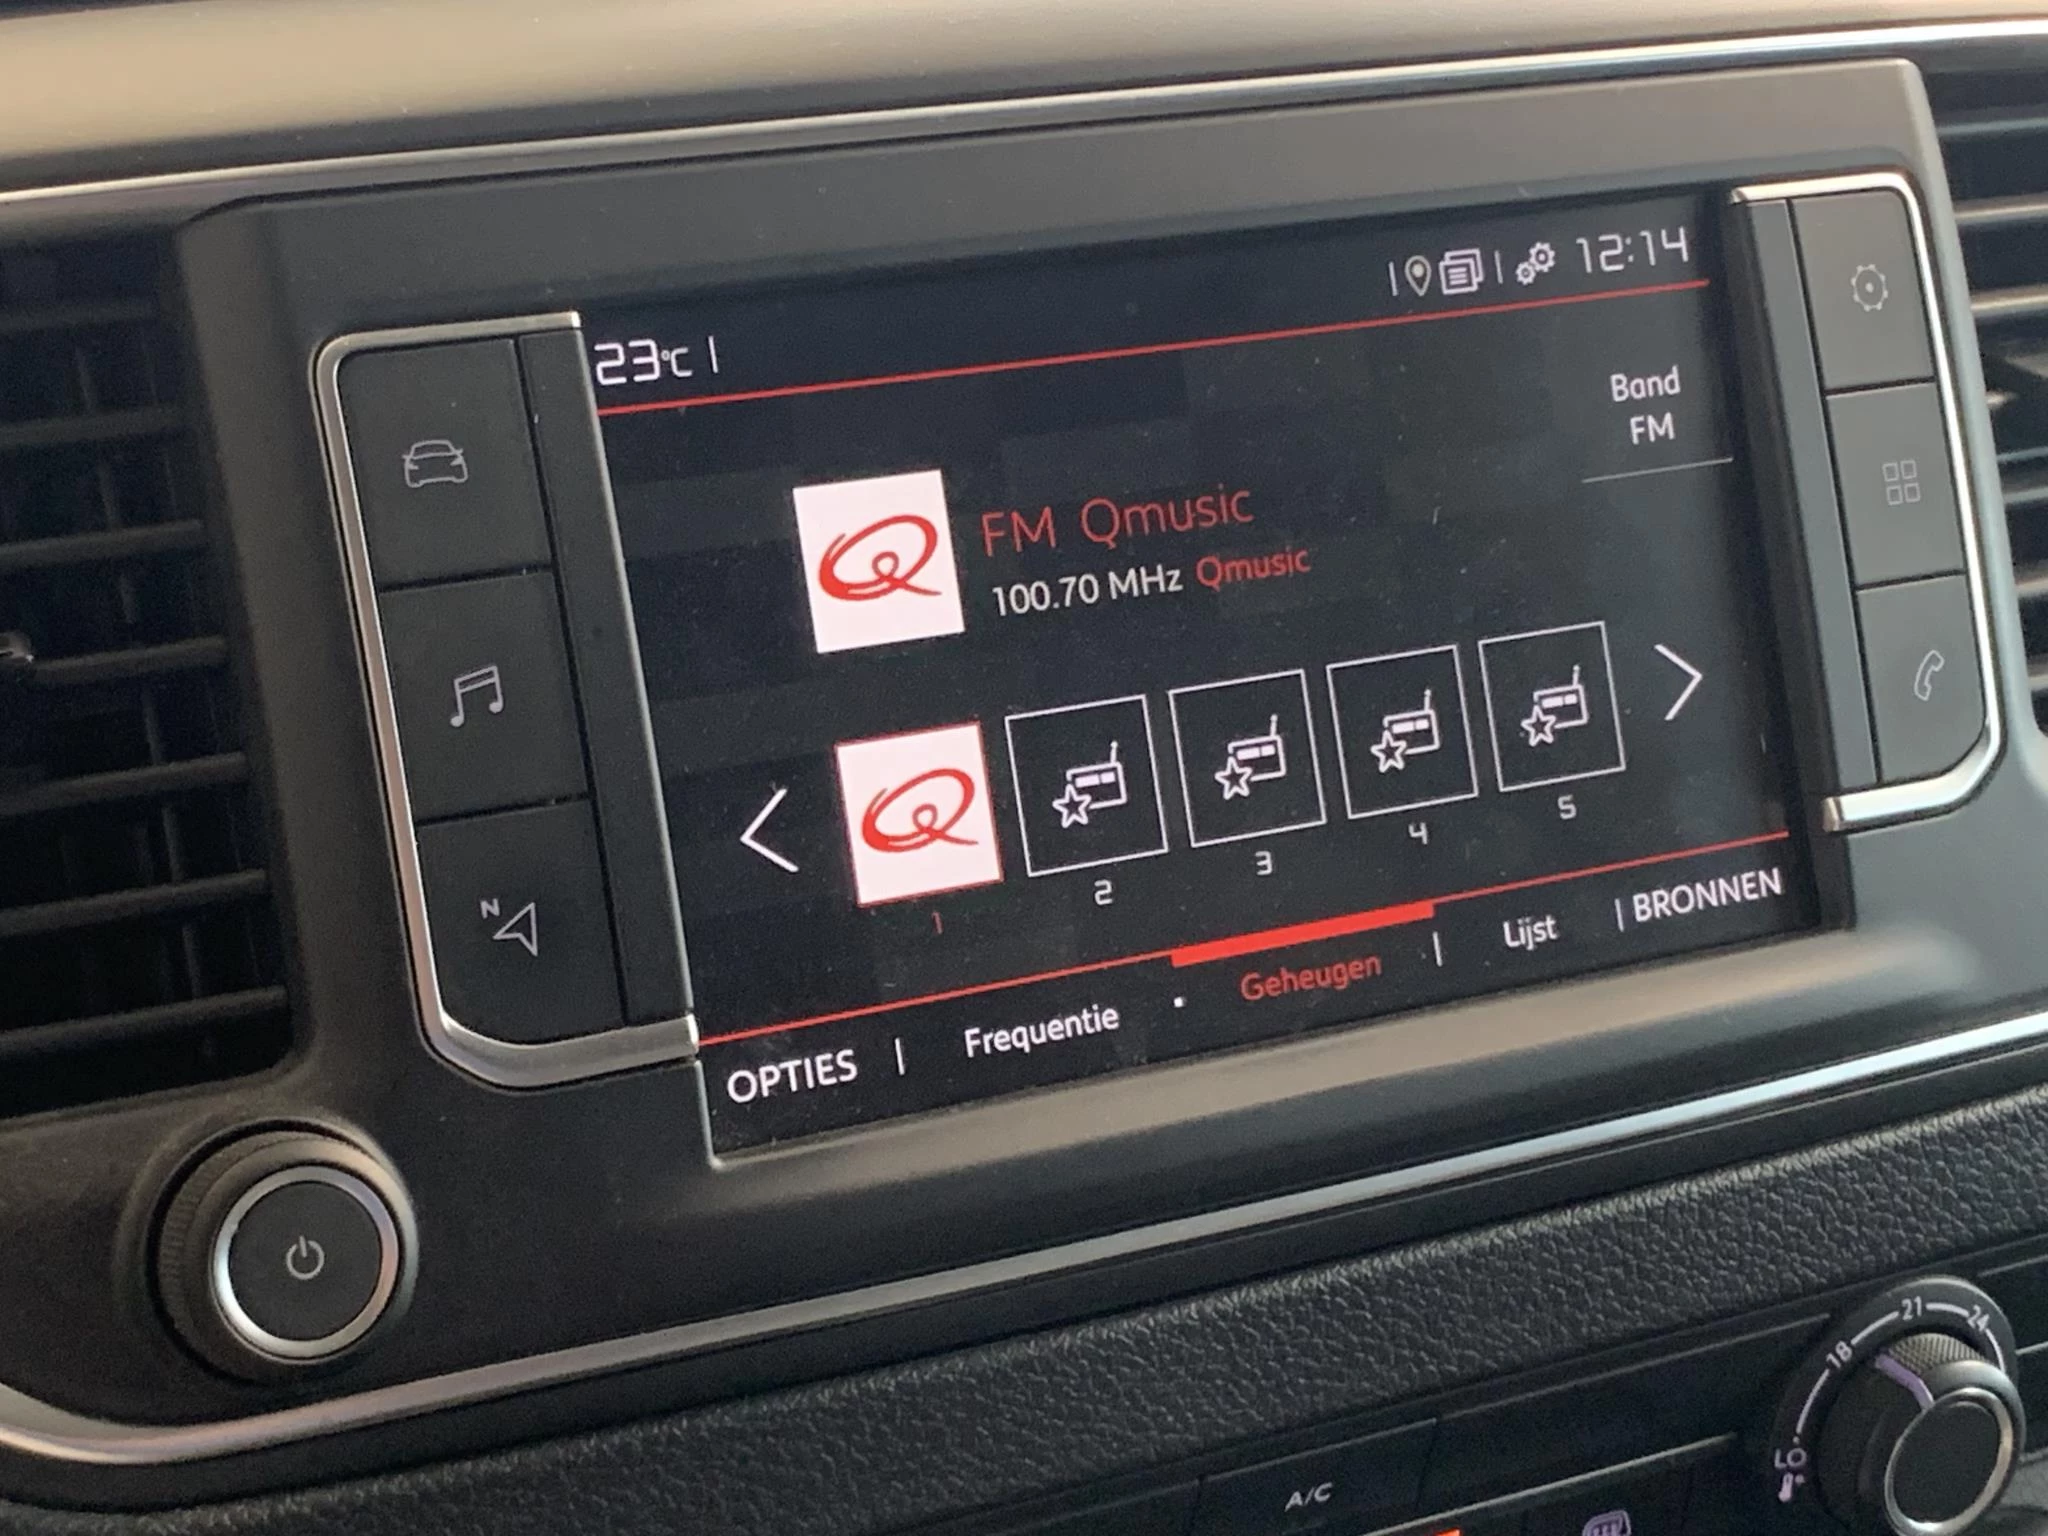 12:14
23°C
Band
FM
FM Qmusic
100.70 MHz Qmusic
1 2 3 4 5
OPTIES | Frequentie Geheugen | Lijst | BRONNEN
N
LO 18 21 24
A/C